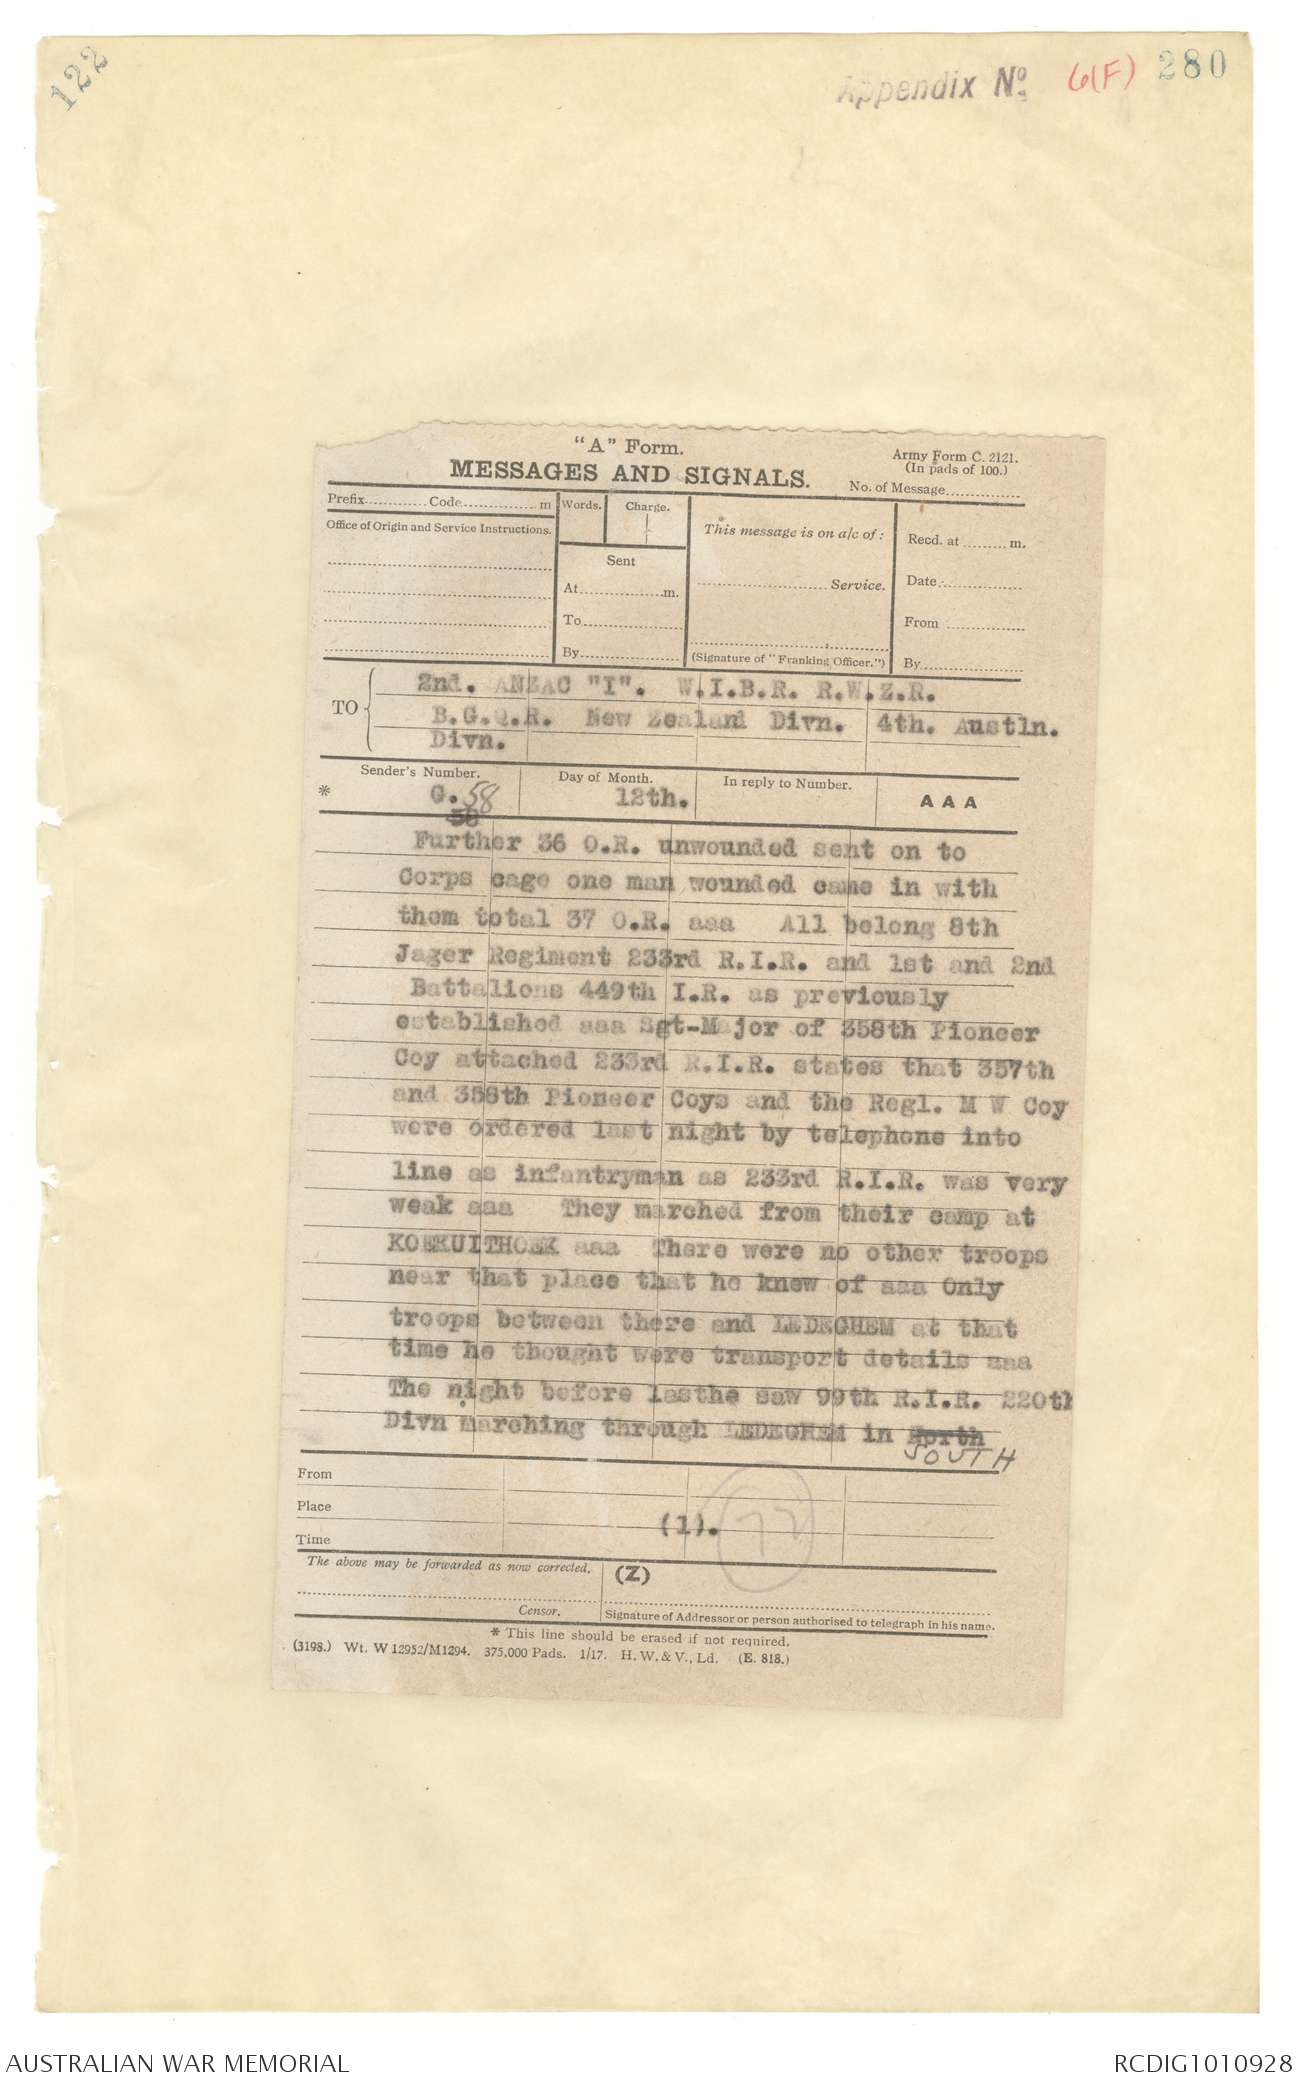 122
Appendix No. 6(F) 280
"A" Form.
MESSAGES AND SIGNALS.
Army Form C. 2121.
(In pads of 100.)
No. of Message
Prefix Code m
Words.
Charge.
Office of Origin and Service Instructions.
Sent
At m.
To
By
This message is on a/c of:
Service.
(Signature of "Franking Officer.")
Recd. at m.
Date
From
By
TO
2nd. ANZAC "I". W.I.B.R. R.W.Z.R.
B.G.Q.R. New Zealand Divn. 4th. Austln.
Divn.
Sender's Number.
Day of Month.
In reply to Number.
* G. 58
12th.
AAA
58
Further 36 O.R. unwounded sent on to
Corps cage one man wounded came in with
them total 37 O.R. aaa All belong 8th
Jager Regiment 233rd R.I.R. and 1st and 2nd
Battalions 449th I.R. as previously
established aaa Sgt-Major of 358th Pioneer
Coy attached 233rd R.I.R. states that 357th
and 358th Pioneer Coys and the Regl. M W Coy
were ordered last night by telephone into
line as infantryman as 233rd R.I.R. was very
weak aaa They marched from their camp at
KOEKUITHOEK aaa There were no other troops
near that place that he knew of aaa Only
troops between there and LEDEGHEM at that
time he thought were transport details aaa
The night before lasthe saw 99th R.I.R. 220th
Divn marching through LEDEGHEM in North
SOUTH
From
Place
Time
(1).
77
The above may be forwarded as now corrected.
(Z)
Censor.
Signature of Addressor or person authorised to telegraph in his name.
* This line should be erased if not required.
(3198.) Wt. W 12952/M1294. 375,000 Pads. 1/17. H. W. & V., Ld. (E. 818.)
AUSTRALIAN WAR MEMORIAL
RCDIG1010928